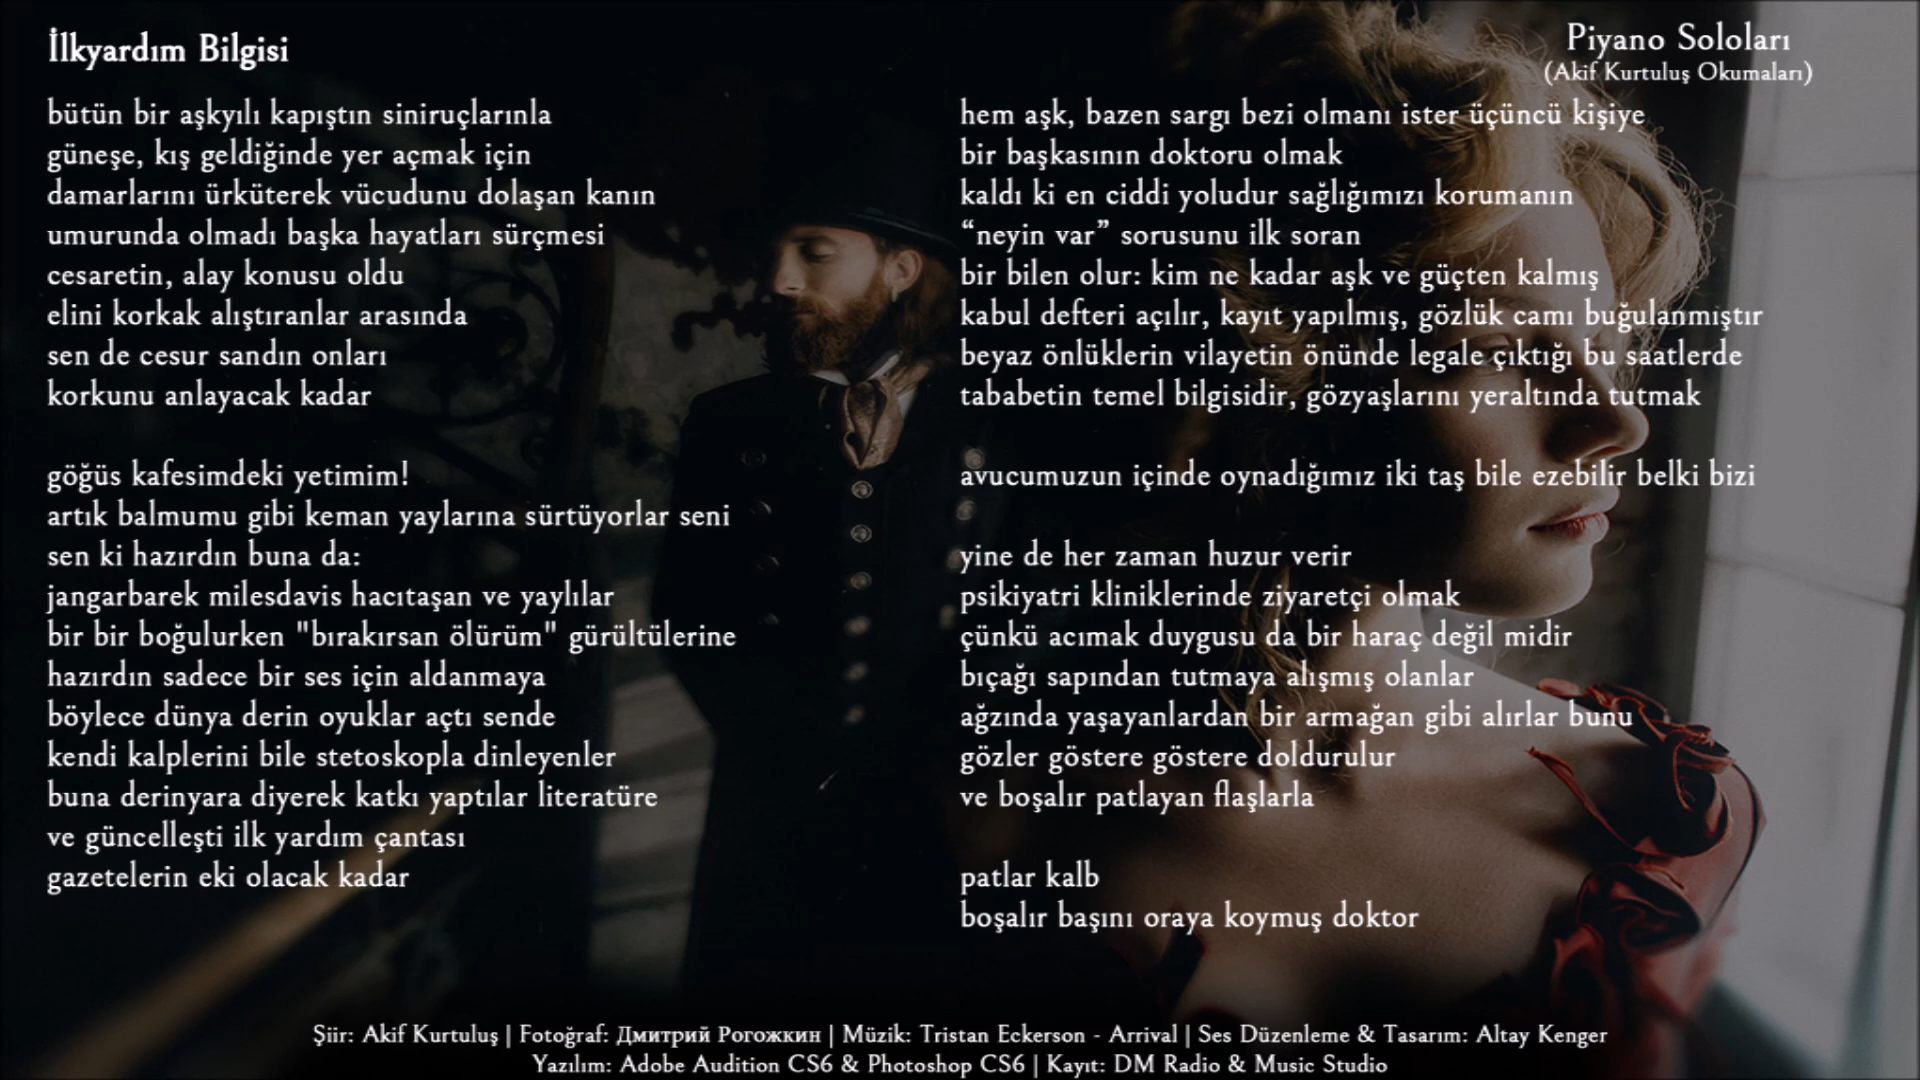 İlkyardım Bilgisi
bütün bir aşkyılı kapıştın siniruçlarınla
güneşe, kış geldiğinde yer açmak için
damarlarını ürküterek vücudunu dolaşan kanın
umurunda olmadı başka hayatları sürçmesi
cesaretin, alay konusu oldu
elini korkak alıştıranlar arasında
sen de cesur sandın onları
korkunu anlayacak kadar
göğüs kafesimdeki yetimim!
artık balmumu gibi keman yaylarına sürtüyorlar seni
sen ki hazırdın buna da:
jangarbarek milesdavis hacıtaşan ve yaylılar
bir bir boğulurken "bırakırsan ölürüm" gürültülerine
hazırdın sadece bir ses için aldanmaya
böylece dünya derin oyuklar açtı sende
kendi kalplerini bile stetoskopla dinleyenler
buna derinyara diyerek katkı yaptılar literatüre
ve güncelleşti ilk yardım çantası
gazetelerin eki olacak kadar
Piyano Soloları
(Akif Kurtuluş Okumaları)
hem aşk, bazen sargı bezi olmanı ister üçüncü kişiye
bir başkasının doktoru olmak
kaldı ki en ciddi yoludur sağlığımızı korumanın
“neyin var” sorusunu ilk soran
bir bilen olur: kim ne kadar aşk ve güçten kalmış
kabul defteri açılır, kayıt yapılmış, gözlük camı buğulanmıştır
beyaz önlüklerin vilayetin önünde legale çıktığı bu saatlerde
tababetin temel bilgisidir, gözyaşlarını yeraltında tutmak
avucumuzun içinde oynadığımız iki taş bile ezebilir belki bizi
yine de her zaman huzur verir
psikiyatri kliniklerinde ziyaretçi olmak
çünkü acımak duygusu da bir haraç değil midir
bıçağı sapından tutmaya alışmış olanlar
ağzında yaşayanlardan bir armağan gibi alırlar bunu
gözler göstere göstere doldurulur
ve boşalır patlayan flaşlarla
patlar kalb
boşalır başını oraya koymuş doktor
Şiir: Akif Kurtuluş | Fotoğraf: Дмитрий Рогожкин | Müzik: Tristan Eckerson - Arrival | Ses Düzenleme & Tasarım: Altay Kenger
Yazılım: Adobe Audition CS6 & Photoshop CS6 | Kayıt: DM Radio & Music Studio